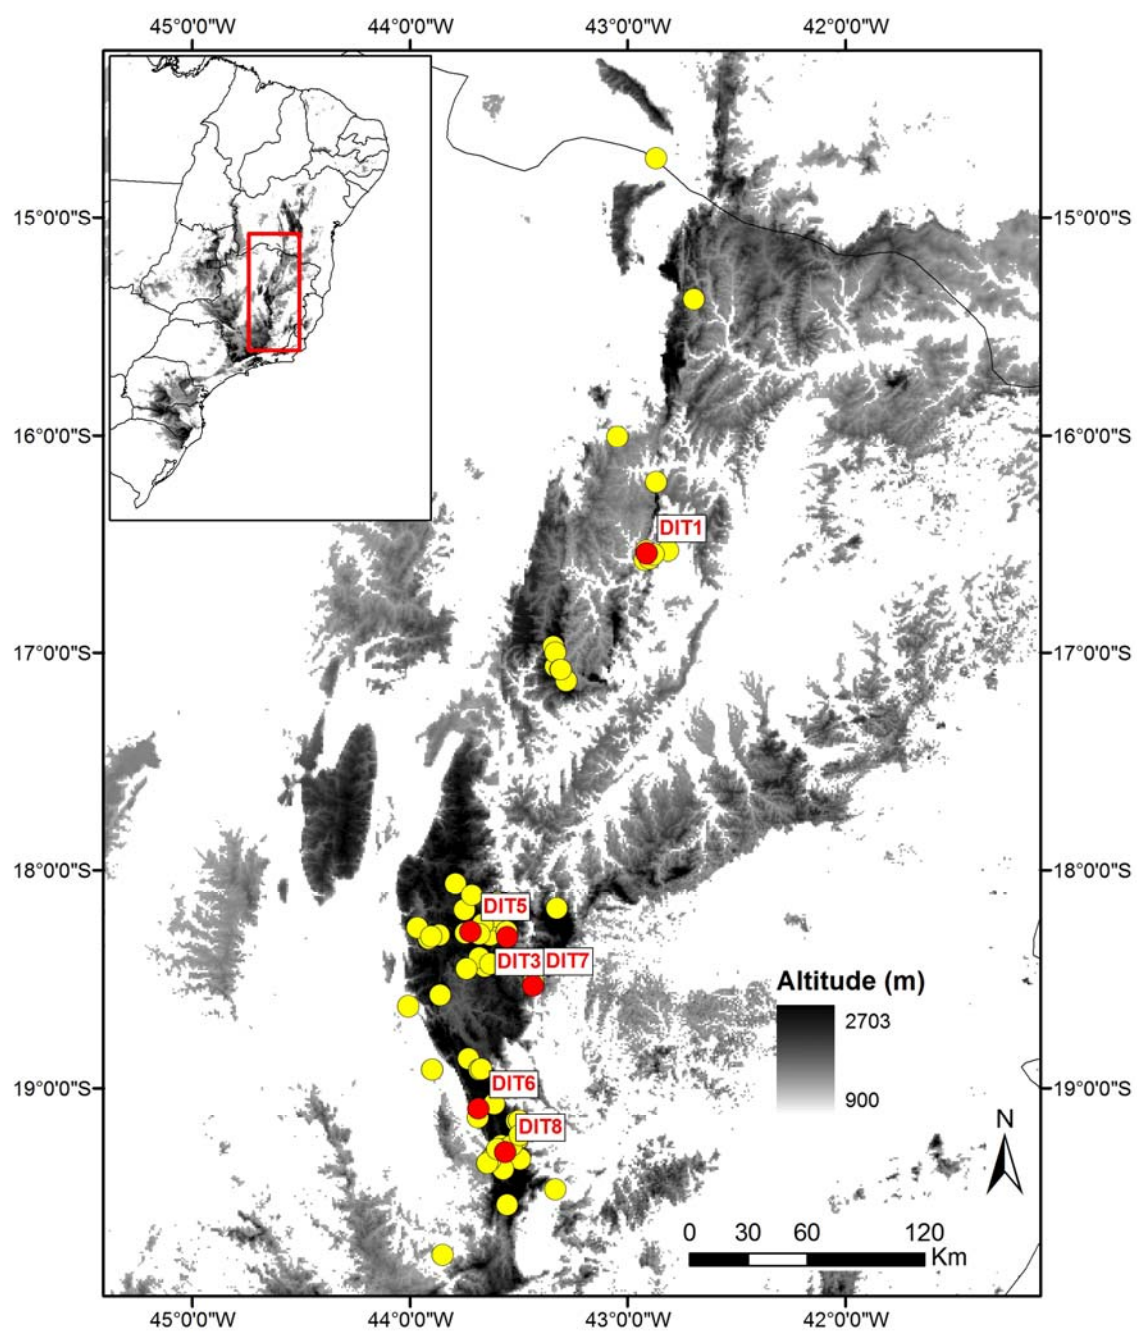 45°0'0"W 44°0'0"W 43°0'0"W 42°0'0"W
15°0'0"S 15°0'0"S
16°0'0"S 16°0'0"S
DIT1
17°0'0"S 17°0'0"S
18°0'0"S 18°0'0"S
DIT5
DIT3 DIT7
Altitude (m)
2703
DIT6
19°0'0"S 19°0'0"S
900
DIT8
N
0 30 60 120
Km
45°0'0"W 44°0'0"W 43°0'0"W 42°0'0"W